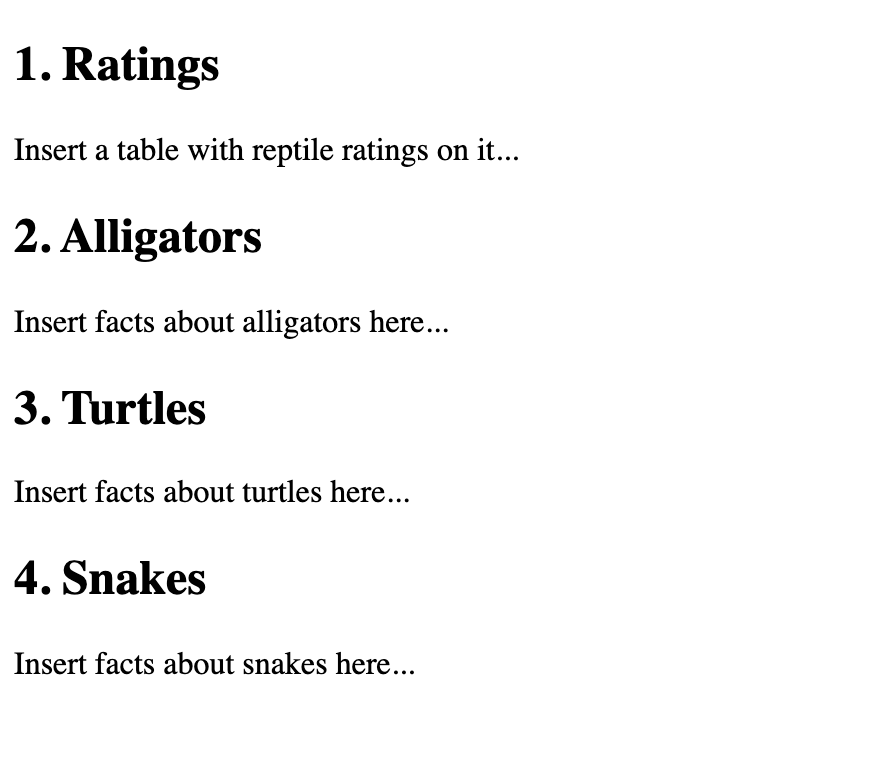 1. Ratings
Insert a table with reptile ratings on it...
2. Alligators
Insert facts about alligators here...
3. Turtles
Insert facts about turtles here...
4. Snakes
Insert facts about snakes here...